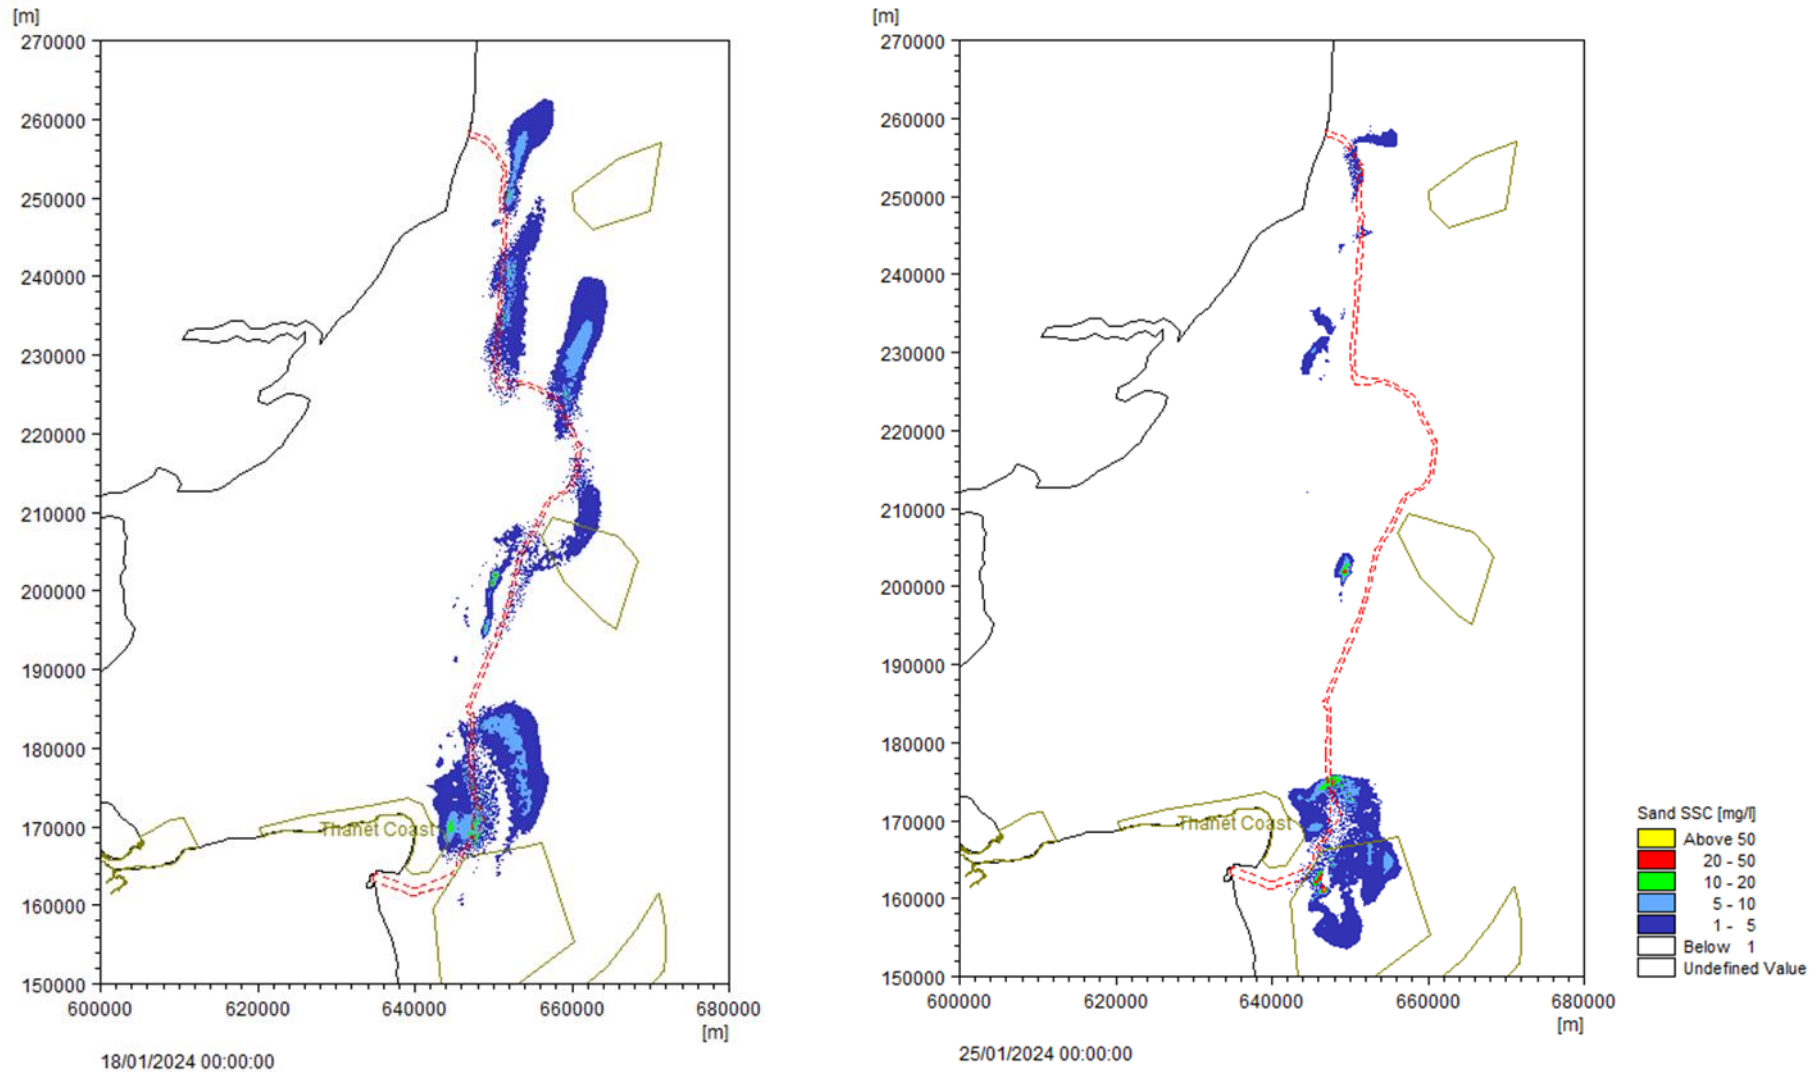 [m]
270000
260000
250000
240000
230000
220000
210000
200000
190000
180000
170000
160000
150000
Thanet Coast
600000 620000 640000 660000 680000
[m]
18/01/2024 00:00:00
[m]
270000
260000
250000
240000
230000
220000
210000
200000
190000
180000
170000
160000
150000
Thanet Coast
600000 620000 640000 660000 680000
[m]
25/01/2024 00:00:00
Sand SSC [mg/l]
Above 50
20 - 50
10 - 20
5 - 10
1 - 5
Below 1
Undefined Value